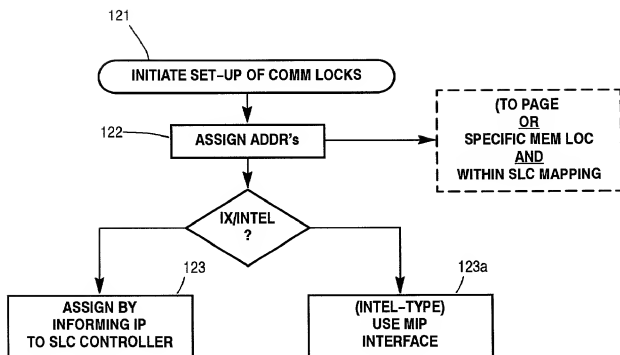 121
INITIATE SET-UP OF COMM LOCKS
122
ASSIGN ADDR's
(TO PAGE
OR
SPECIFIC MEM LOC
AND
WITHIN SLC MAPPING
IX/INTEL
?
123
ASSIGN BY
INFORMING IP
TO SLC CONTROLLER
123a
(INTEL-TYPE)
USE MIP
INTERFACE